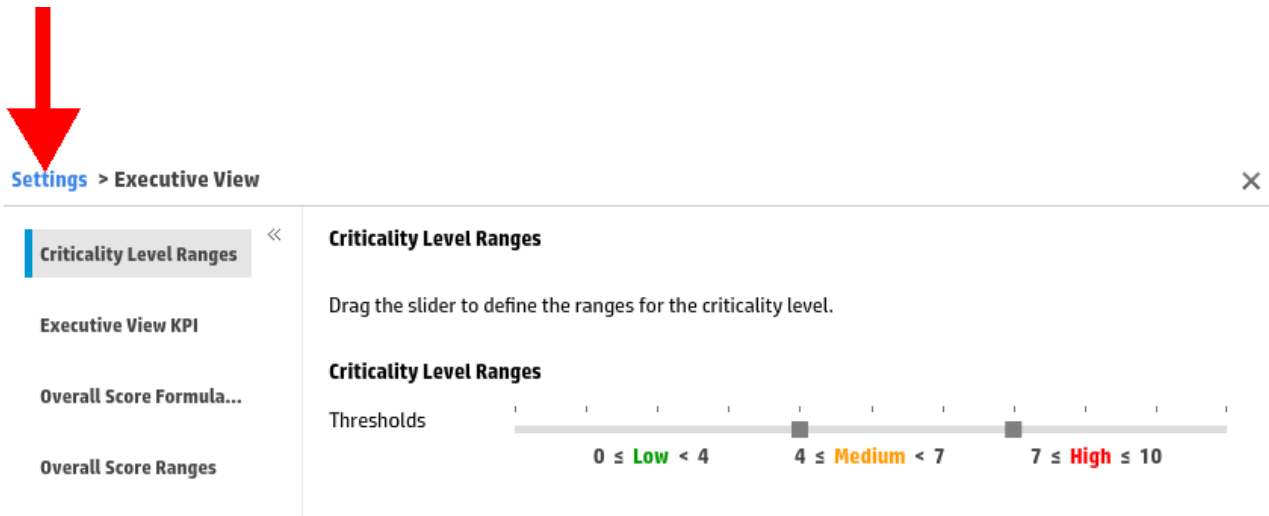 Settings > Executive View
Criticality Level Ranges
Executive View KPI
Overall Score Formula...
Overall Score Ranges
Criticality Level Ranges
Drag the slider to define the ranges for the criticality level.
Criticality Level Ranges
Thresholds
0 ≤ Low < 4 4 ≤ Medium < 7 7 ≤ High ≤ 10